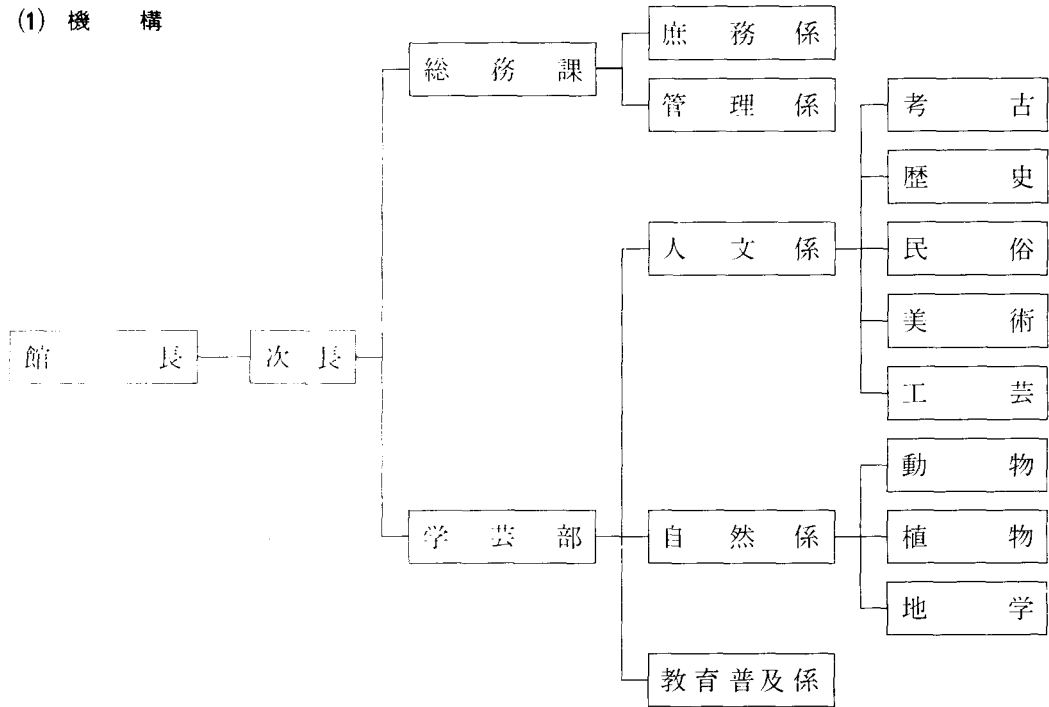 (1) 機 構
庶 務 係
総 務 課
管 理 係
考 古
歴 史
人 文 係
民 俗
美 術
館 長
次 長
工 芸
動 物
学 芸 部
自 然 係
植 物
地 学
教育普及係